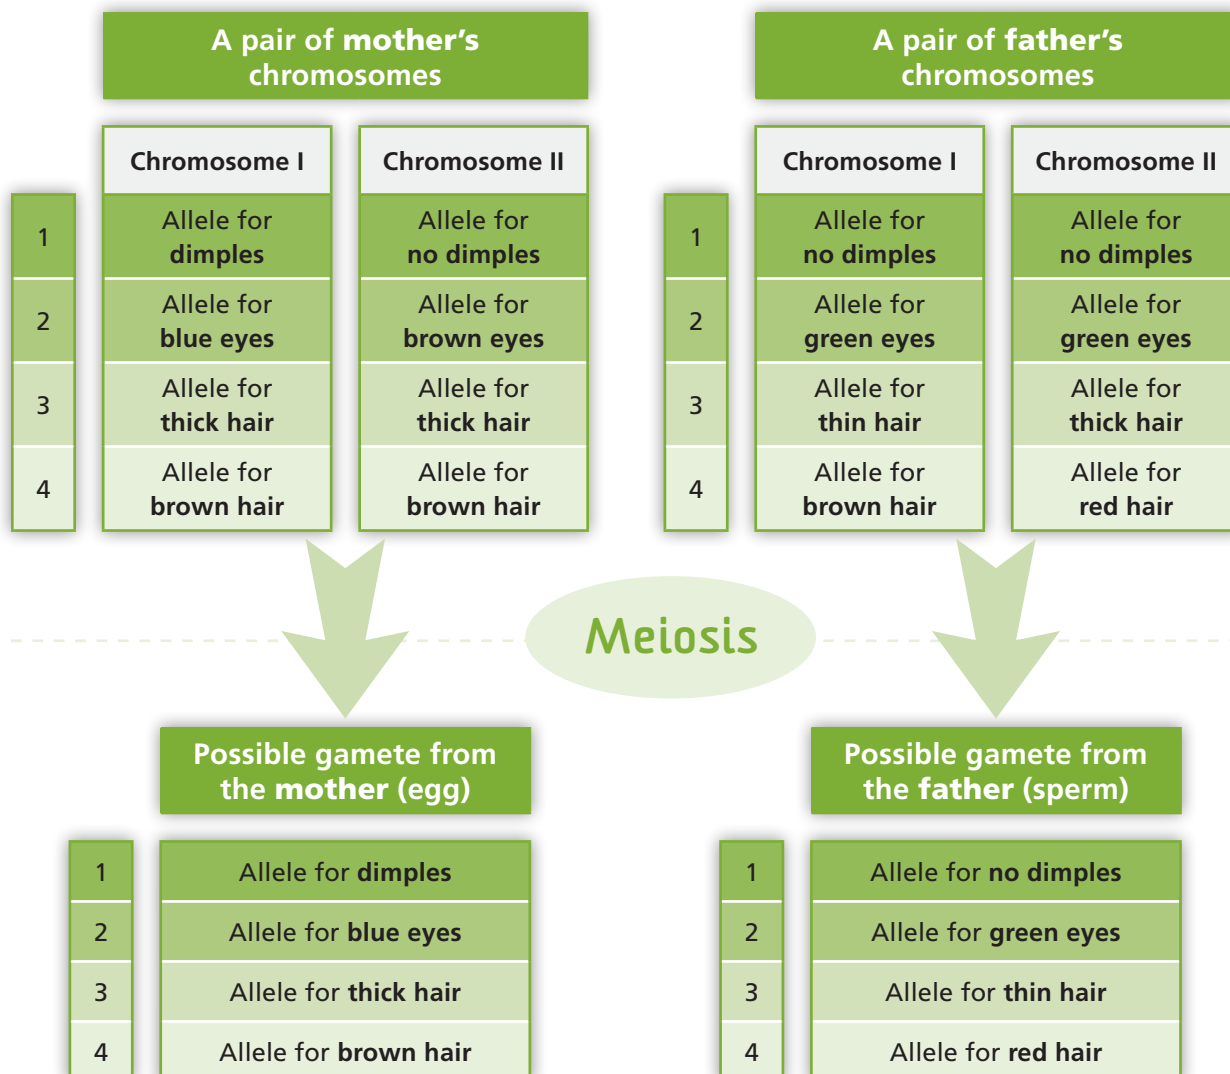 A pair of mother's
chromosomes
Chromosome I
Chromosome II
1
Allele for
dimples
Allele for
no dimples
2
Allele for
blue eyes
Allele for
brown eyes
3
Allele for
thick hair
Allele for
thick hair
4
Allele for
brown hair
Allele for
brown hair
A pair of father's
chromosomes
Chromosome I
Chromosome II
1
Allele for
no dimples
Allele for
no dimples
2
Allele for
green eyes
Allele for
green eyes
3
Allele for
thin hair
Allele for
thick hair
4
Allele for
brown hair
Allele for
red hair
Meiosis
Possible gamete from
the mother (egg)
1
Allele for dimples
2
Allele for blue eyes
3
Allele for thick hair
4
Allele for brown hair
Possible gamete from
the father (sperm)
1
Allele for no dimples
2
Allele for green eyes
3
Allele for thin hair
4
Allele for red hair